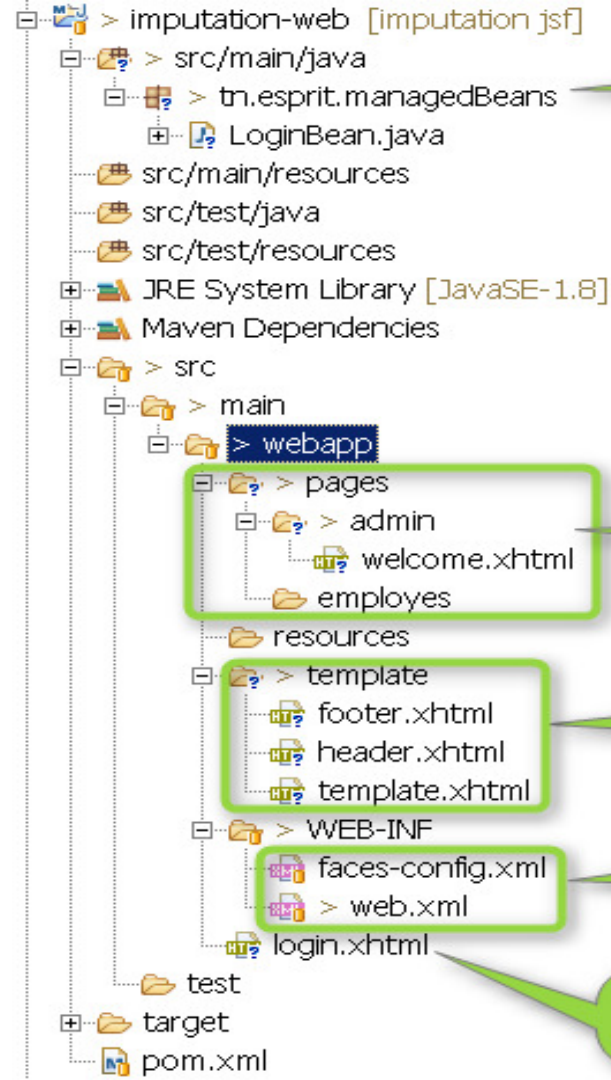 > imputation-web [imputation jsf]
> src/main/java
> tn.esprit.managedBeans
LoginBean.java
src/main/resources
src/test/java
src/test/resources
JRE System Library [JavaSE-1.8]
Maven Dependencies
> src
> main
> webapp
> pages
> admin
welcome.xhtml
employes
resources
> template
footer.xhtml
header.xhtml
template.xhtml
> WEB-INF
faces-config.xml
> web.xml
login.xhtml
test
target
pom.xml